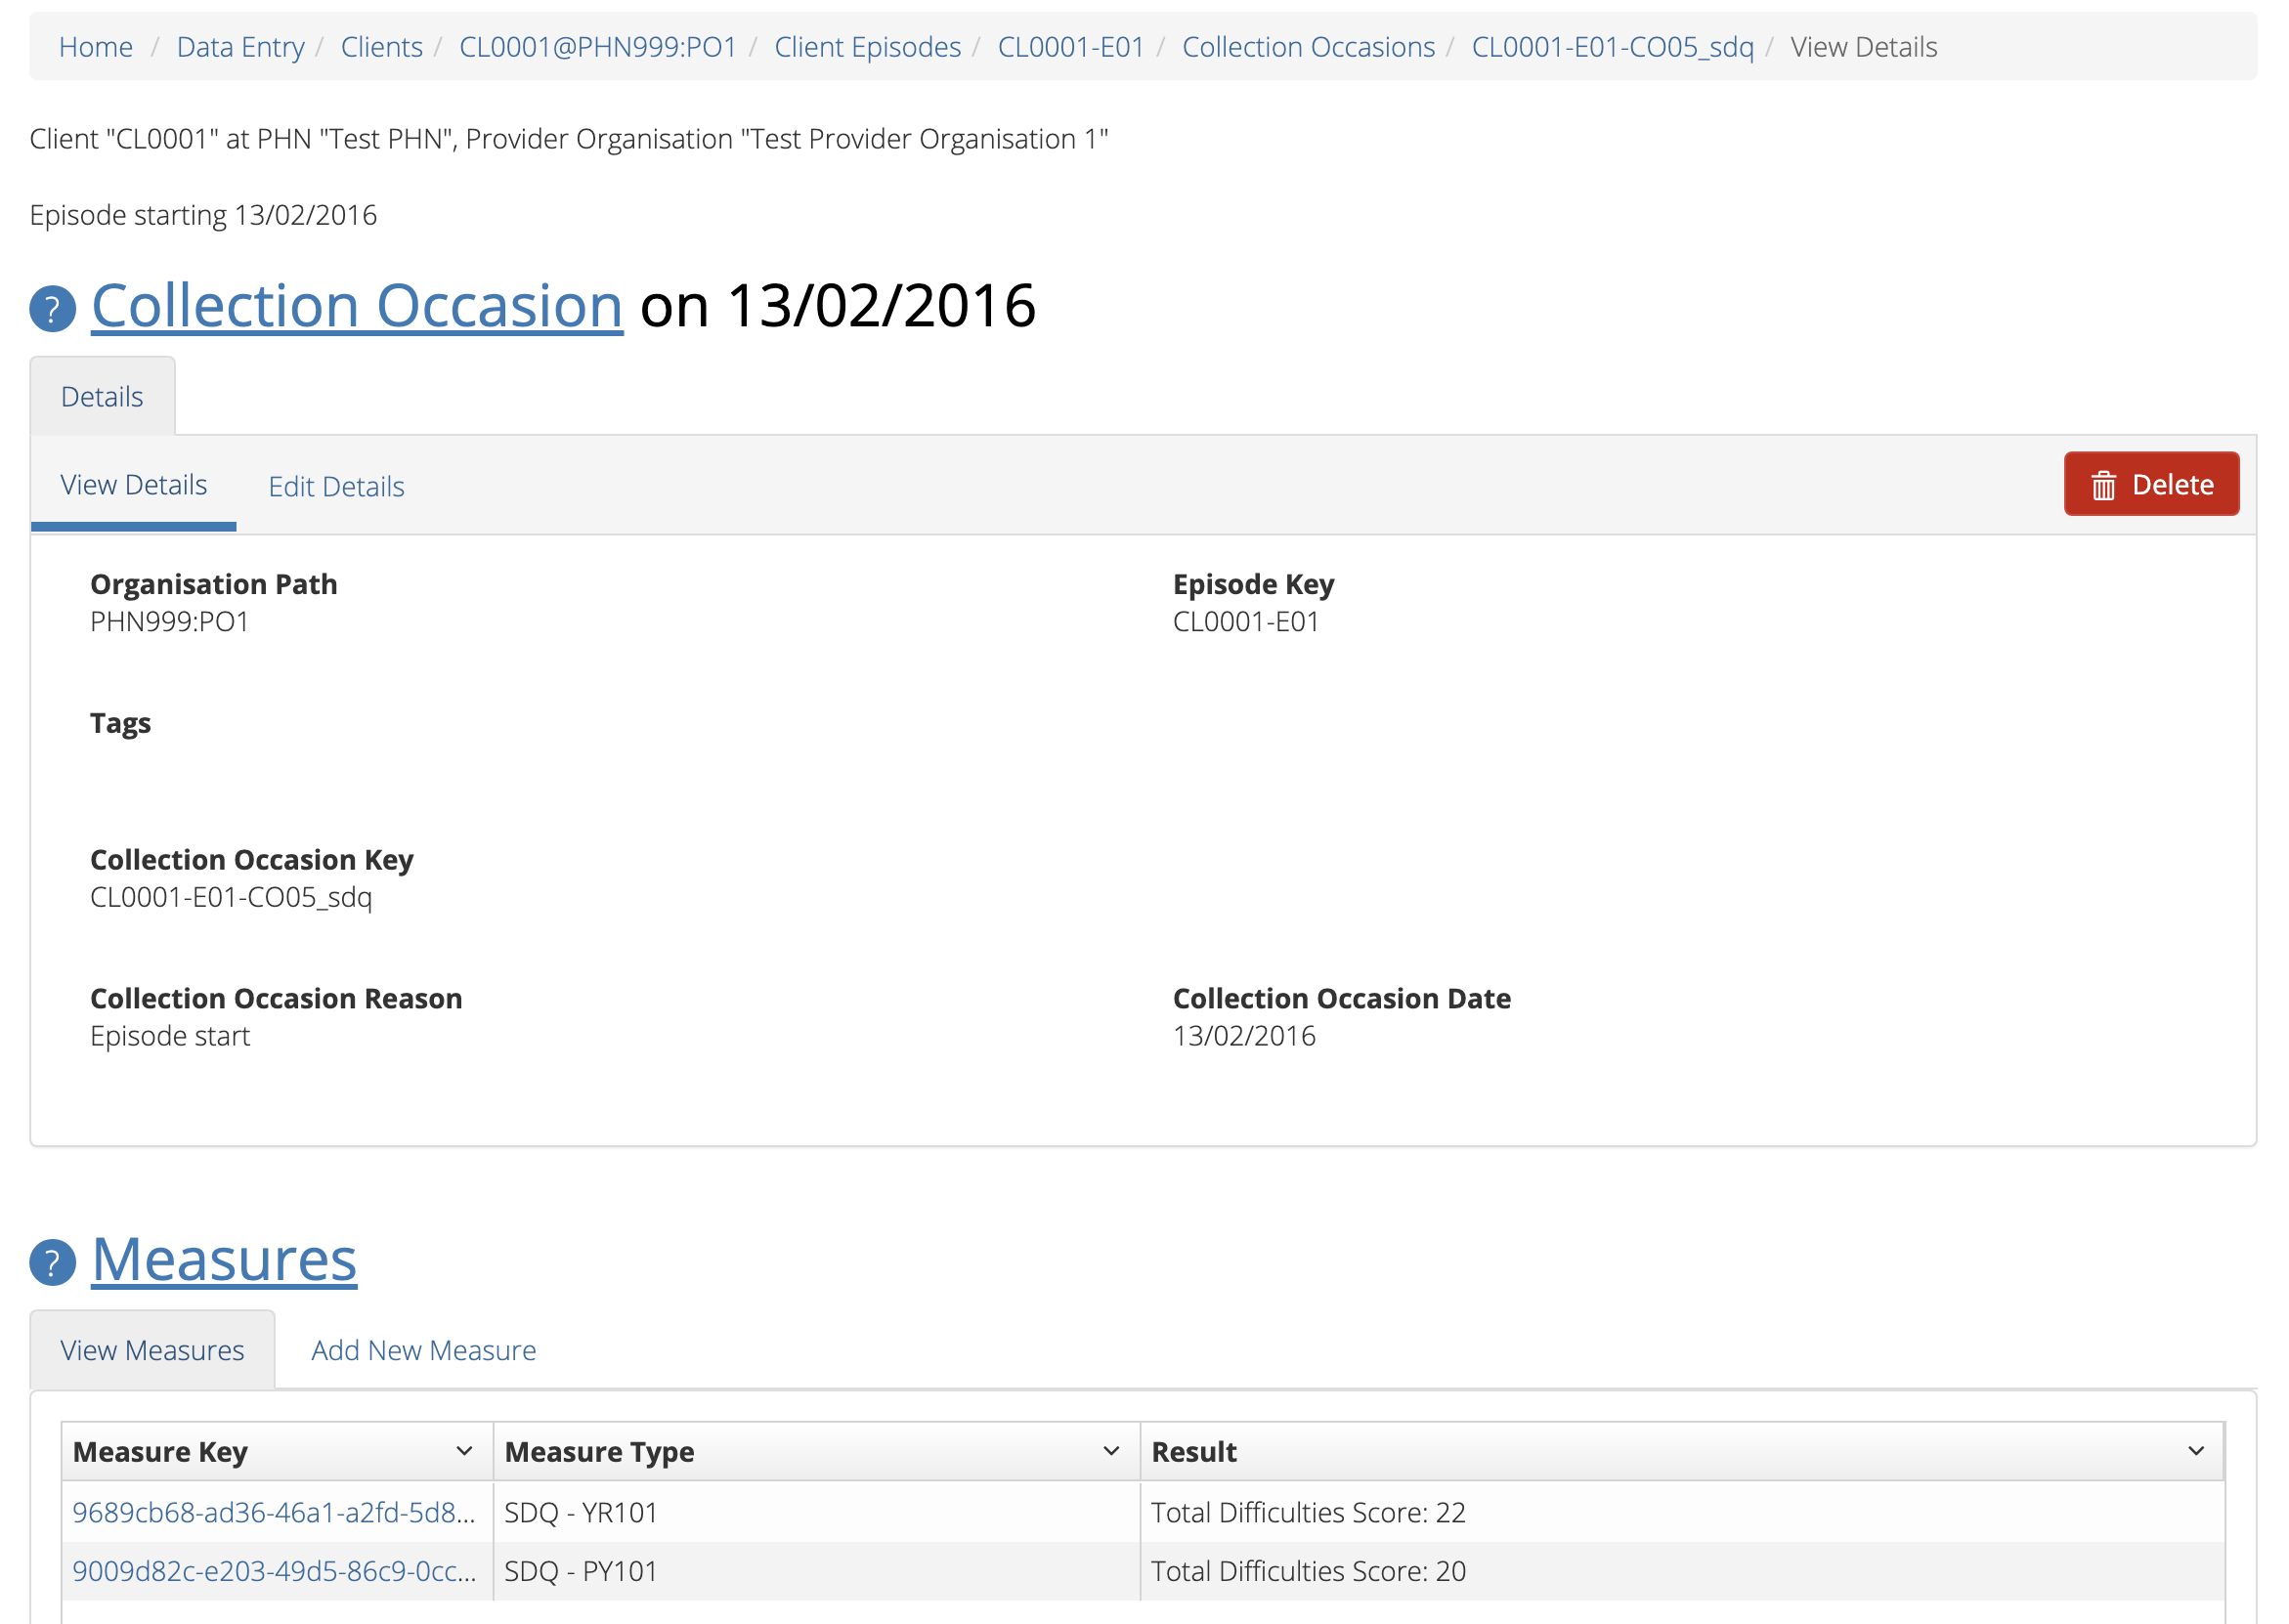 Home / Data Entry / Clients / CL0001@PHN999:PO1 / Client Episodes / CL0001-E01 / Collection Occasions / CL0001-E01-CO05_sdq / View Details
Client "CL0001" at PHN "Test PHN", Provider Organisation "Test Provider Organisation 1"
Episode starting 13/02/2016
? Collection Occasion on 13/02/2016
Details
View Details Edit Details Delete
Organisation Path Episode Key
PHN999:PO1 CL0001-E01
Tags
Collection Occasion Key
CL0001-E01-CO05_sdq
Collection Occasion Reason Collection Occasion Date
Episode start 13/02/2016
? Measures
View Measures Add New Measure
Measure Key Measure Type Result
9689cb68-ad36-46a1-a2fd-5d8... SDQ - YR101 Total Difficulties Score: 22
9009d82c-e203-49d5-86c9-0cc... SDQ - PY101 Total Difficulties Score: 20